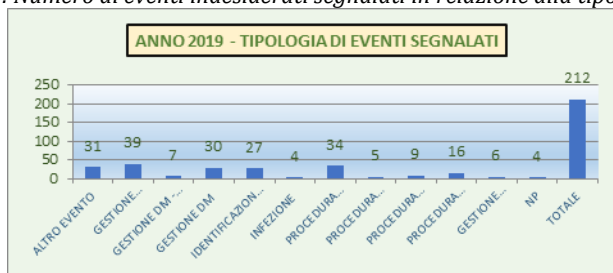 . Numero di eventi indesiderati segnalati in relazione alla
ANNO 2019 - TIPOLOGIA DI EVENTI SEGNALATI
250
200
150
100
50
0
31 39 7 30 27 4 34 5 9 16 6 4 212
ALTRO EVENTO
GESTIONE...
GESTIONE DM -...
GESTIONE DM
IDENTIFICAZION...
INFEZIONE
PROCEDURA...
PROCEDURA...
PROCEDURA...
PROCEDURA...
GESTIONE...
NP
TOTALE